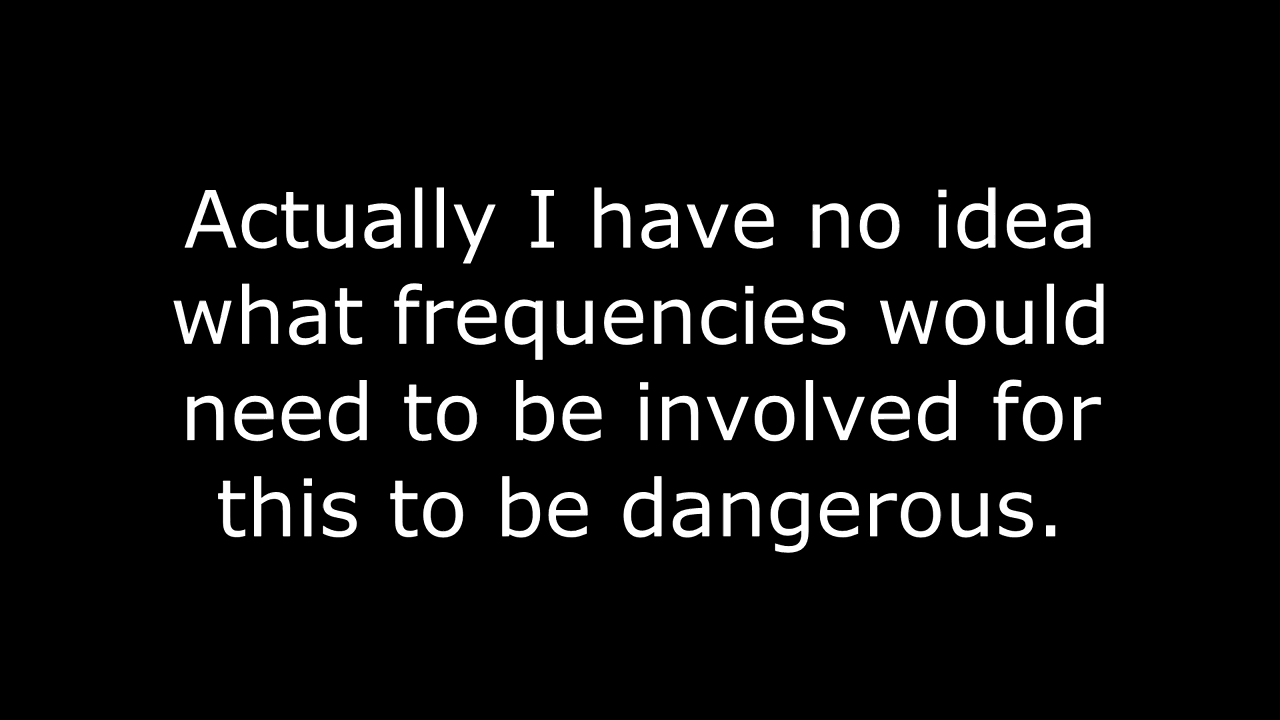 Actually I have no idea
what frequencies would
need to be involved for
this to be dangerous.